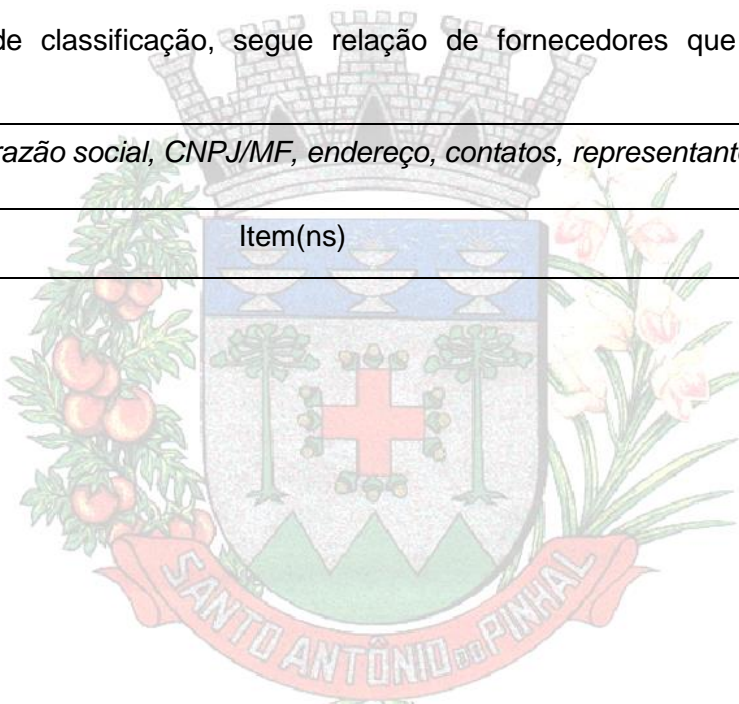 de classificação, segue relação de fornecedores que
razão social, CNPJ/MF, endereço, contatos, representante
Item(ns)
SANTO ANTÔNIO DO PINHAL